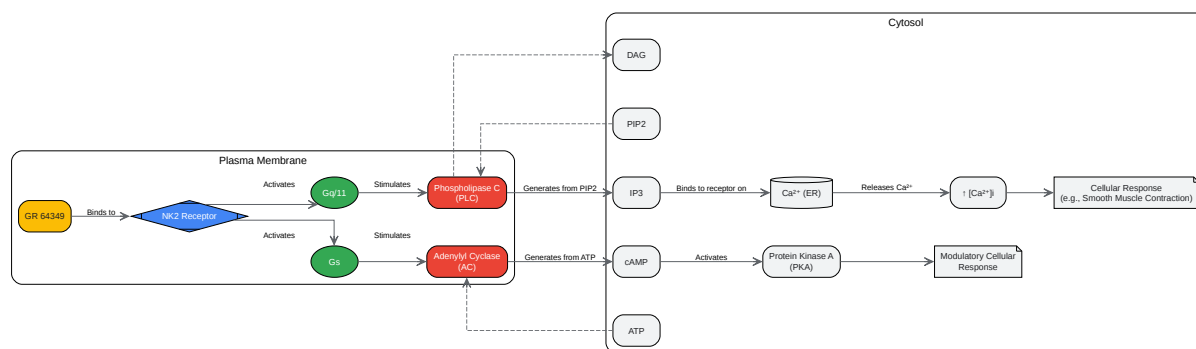 Cytosol
DAG
PIP2
Plasma Membrane
GR 64349
Binds to
NK2 Receptor
Activates
Gq/11
Stimulates
Phospholipase C
(PLC)
Generates from PIP2
IP3
Binds to receptor on
Ca²⁺ (ER)
Releases Ca²⁺
↑ [Ca²⁺]i
Cellular Response
(e.g., Smooth Muscle Contraction)
Activates
Gs
Stimulates
Adenylyl Cyclase
(AC)
Generates from ATP
cAMP
Activates
Protein Kinase A
(PKA)
Modulatory Cellular
Response
ATP